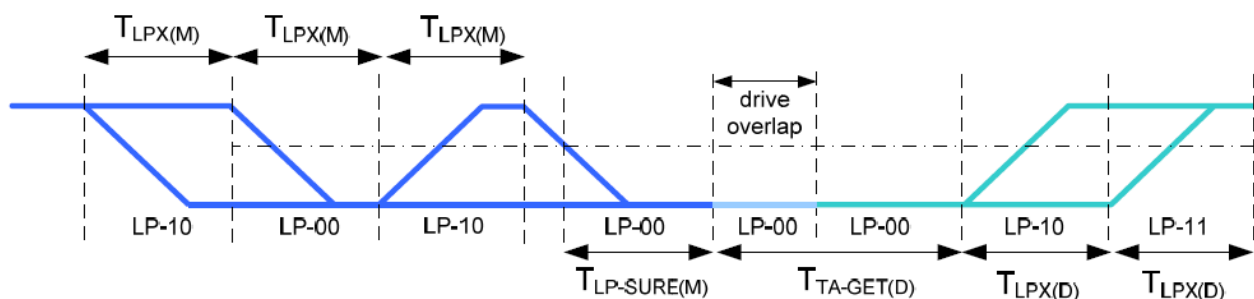 TLPX(M) TLPX(M) TLPX(M)
drive
overlap
LP-10 LP-00 LP-10 LP-00 LP-00 LP-00 LP-10 LP-11
TLP-SURE(M) TTA-GET(D) TLPX(D) TLPX(D)